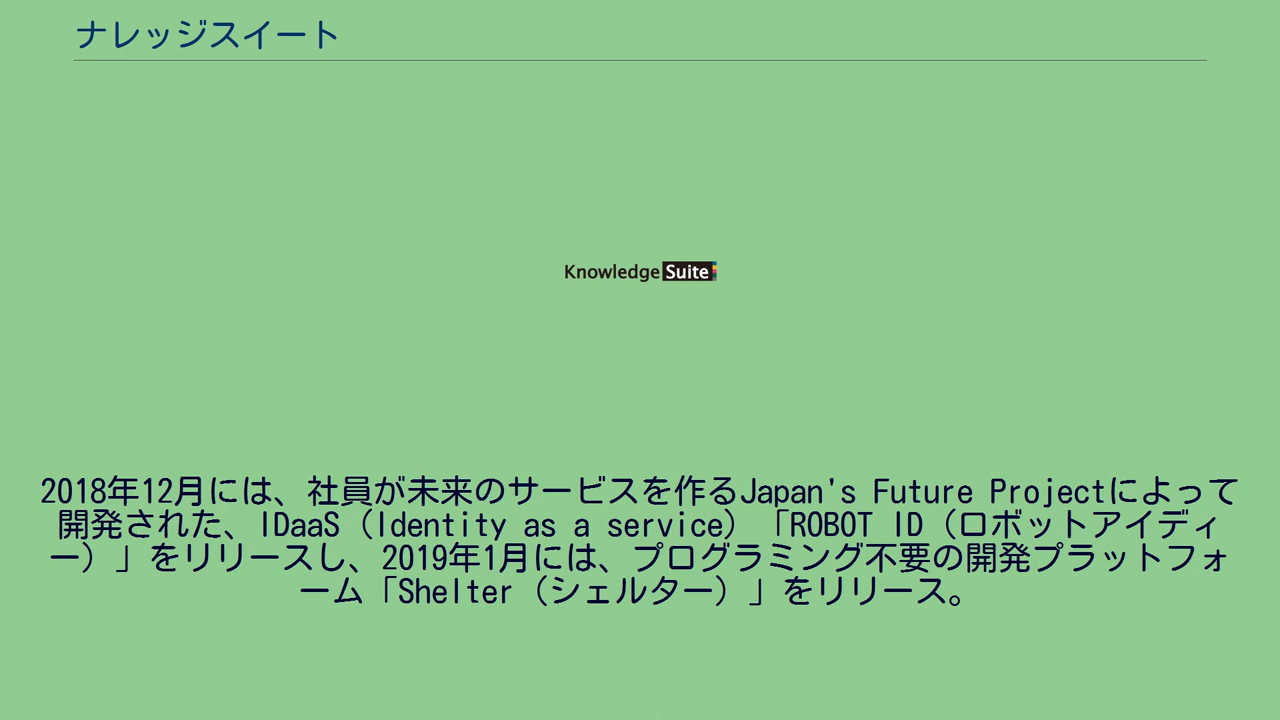 ナレッジスイート
Knowledge Suite
2018年12月には、社員が未来のサービスを作るJapan's Future Projectによって
開発された、IDaaS（Identity as a service）「ROBOT ID（ロボットアイディ
ー）」をリリースし、2019年1月には、プログラミング不要の開発プラットフォ
ーム「Shelter（シェルター）」をリリース。